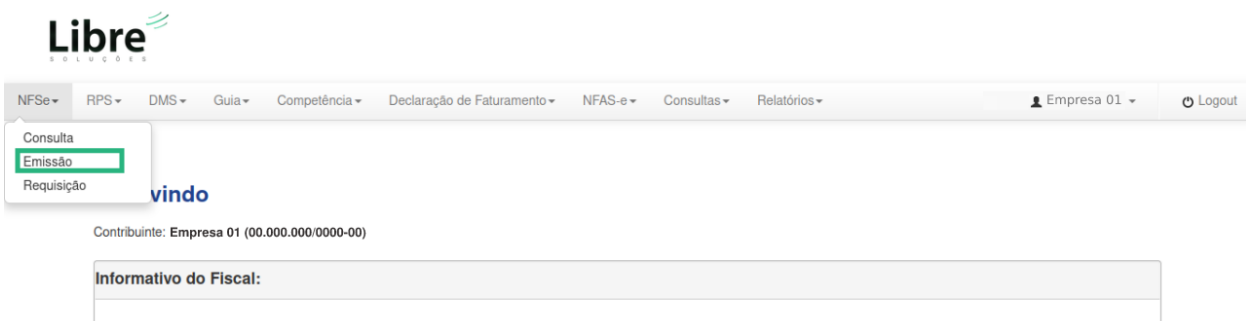 Libre
SOLUÇÕES
NFSe RPS DMS Guia Competência Declaração de Faturamento NFAS-e Consultas Relatórios Empresa 01 Logout
Consulta
Emissão
Requisição
vindo
Contribuinte: Empresa 01 (00.000.000/0000-00)
Informativo do Fiscal: